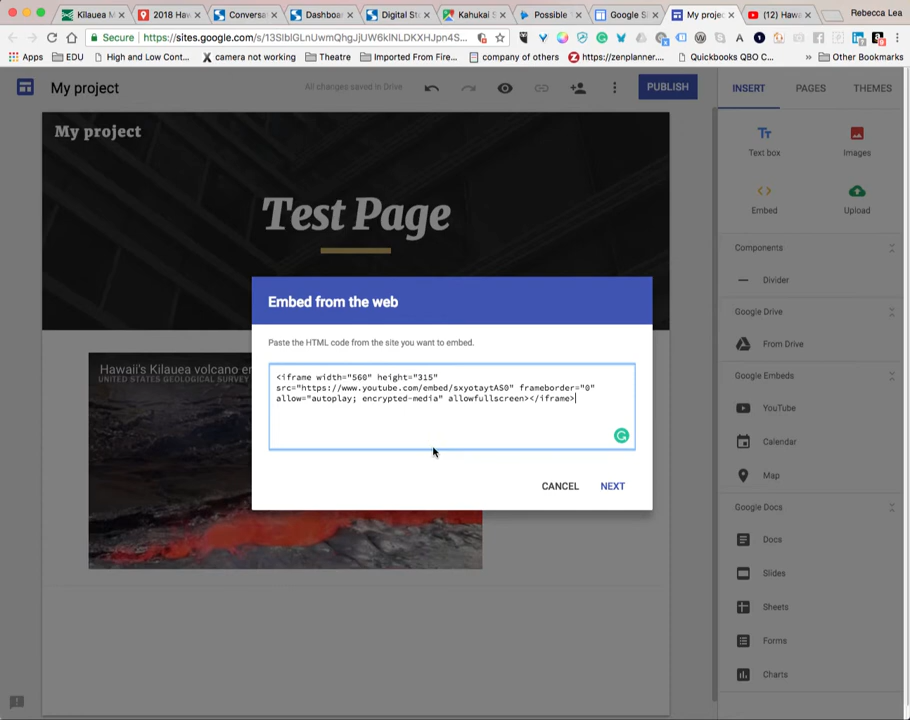 Kilauea M
2018 Haw
Conversa
Dashboa
Digital St
Kahukai S
Possible
Google S
My projec
(12) Hawa
Rebecca Lea
Secure
https://sites.google.com/s/13SIblGLnUwmQhgJjUW6klNLDKXHJpn4S...
Apps
EDU
High and Low Cont...
camera not working
Theatre
Imported From Fire...
company of others
https://zenplanner....
Quickbooks QBO C...
»
Other Bookmarks
My project
All changes saved in Drive
PUBLISH
INSERT
PAGES
THEMES
My project
Test Page
Tt
Text box
Images
Embed
Upload
Components
Divider
Google Drive
From Drive
Google Embeds
YouTube
Calendar
Map
Google Docs
Docs
Slides
Sheets
Forms
Charts
Hawaii's Kilauea volcano er
UNITED STATES GEOLOGICAL SURVEY
Embed from the web
Paste the HTML code from the site you want to embed.
<iframe width="560" height="315"
src="https://www.youtube.com/embed/sxyotaytAS0" frameborder="0"
allow="autoplay; encrypted-media" allowfullscreen></iframe>
CANCEL
NEXT